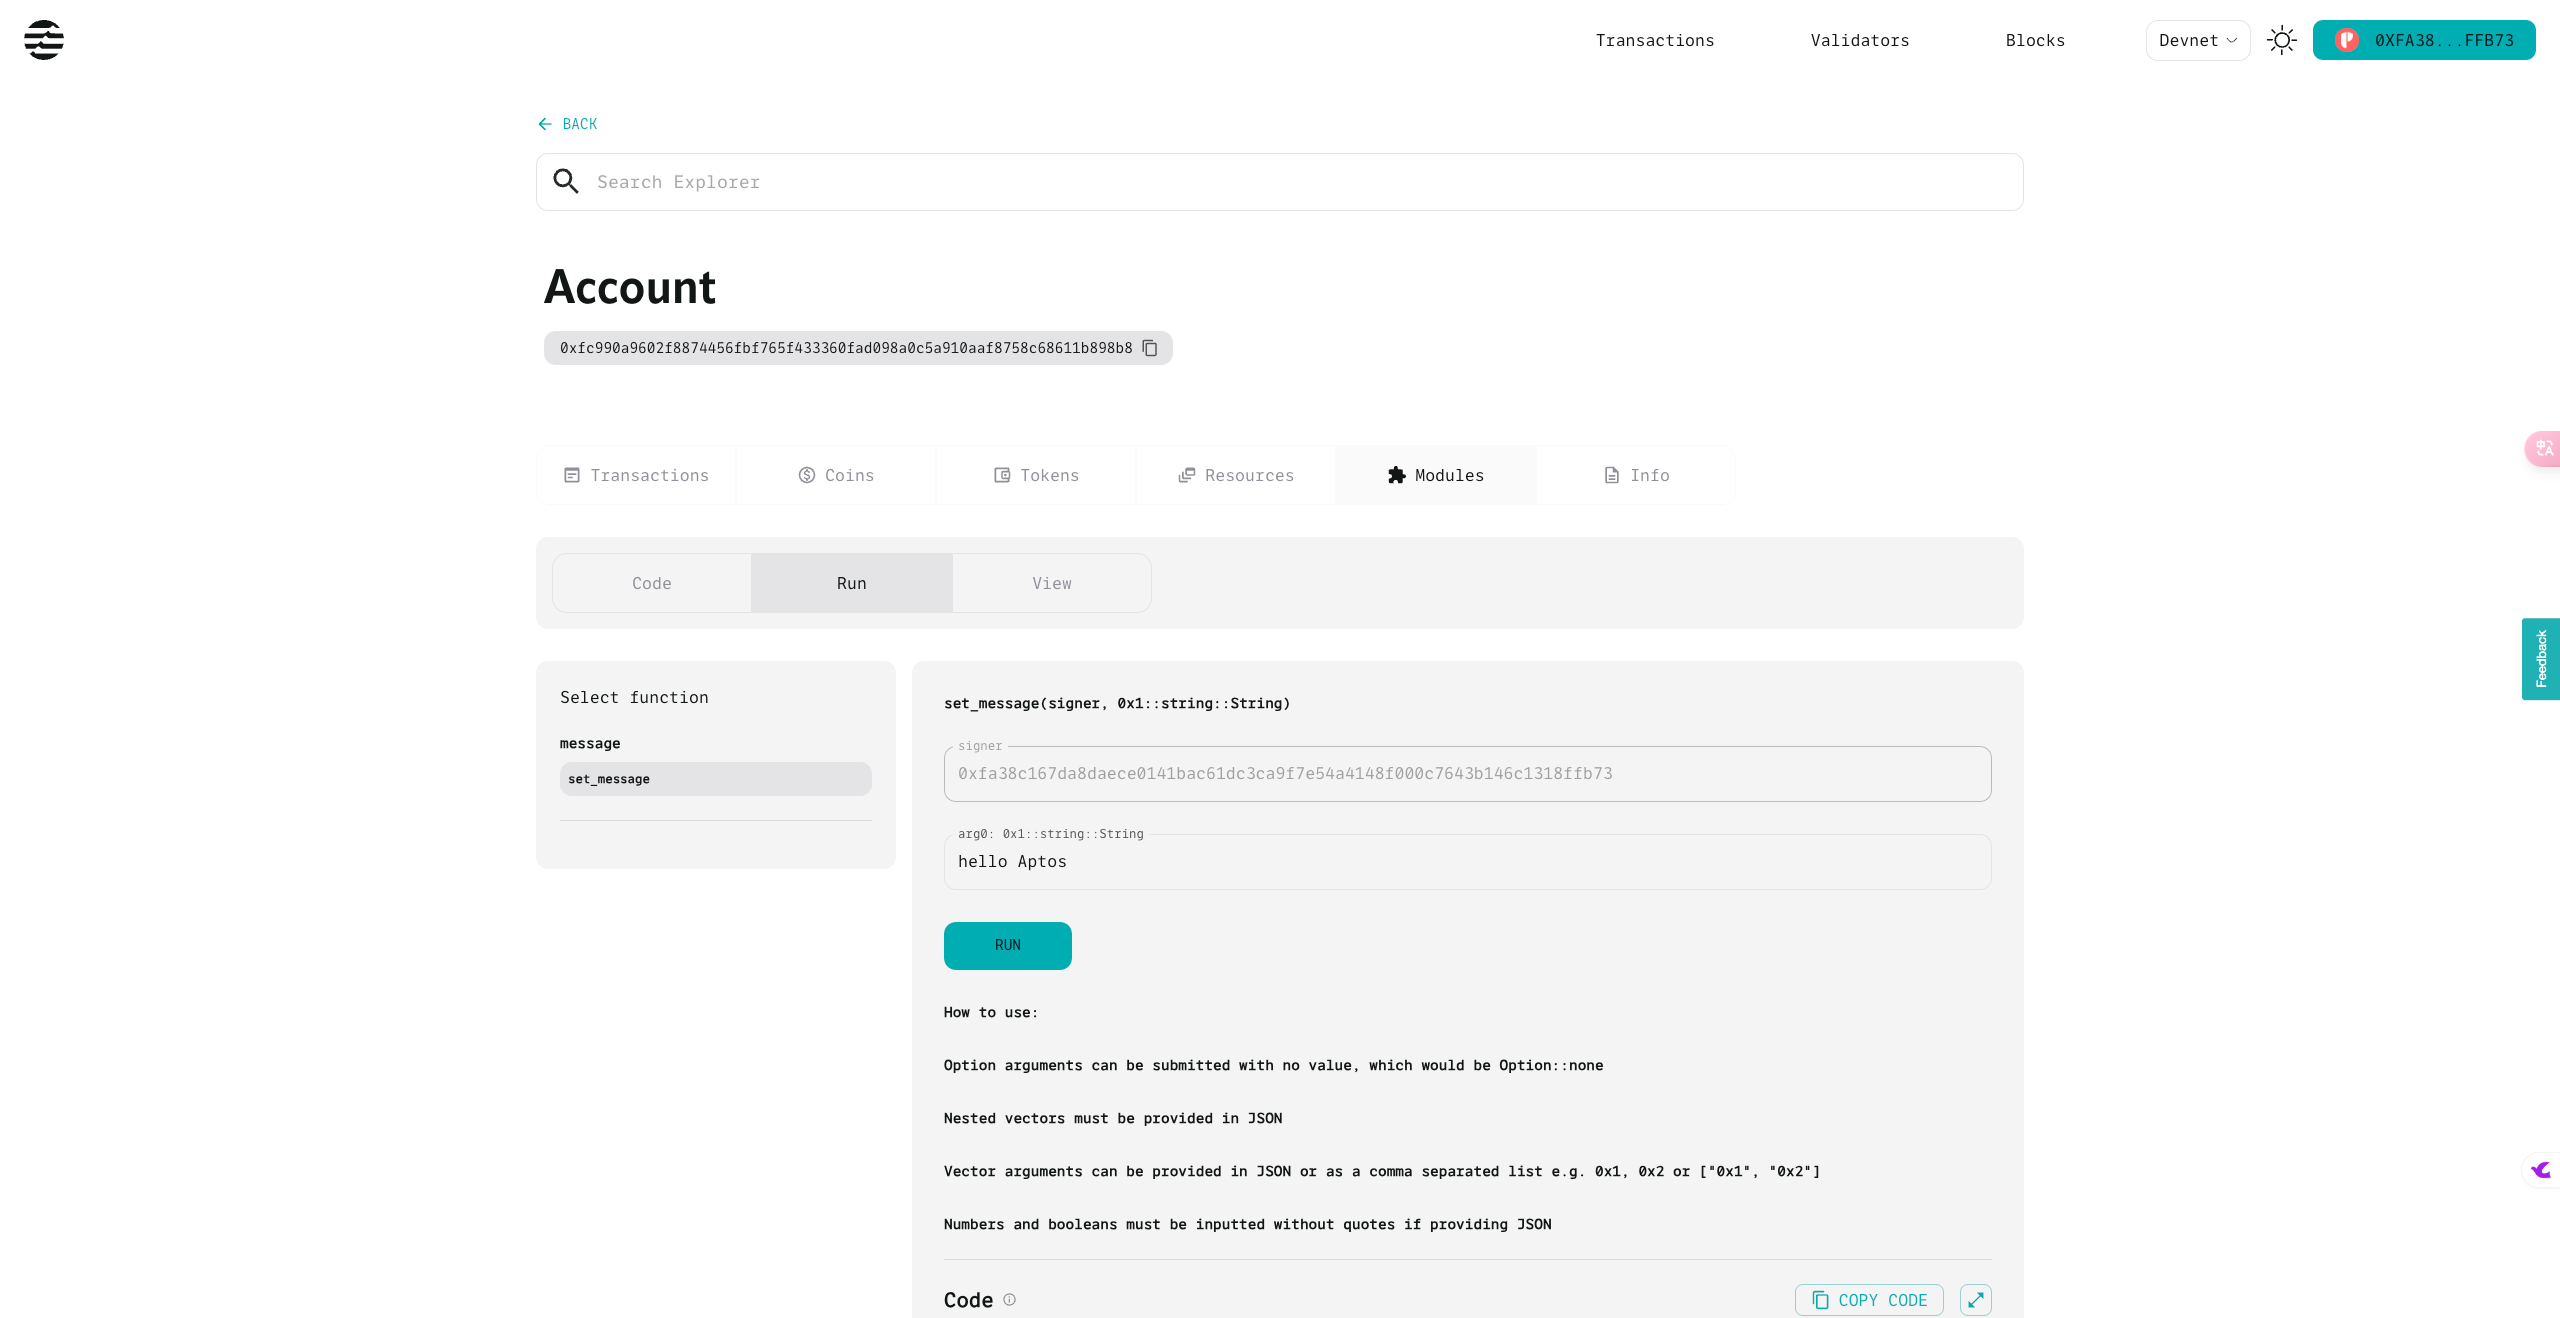 Transactions
Validators
Blocks
Devnet
0XFA38...FFB73
BACK
Search Explorer
Account
0xfc990a9602f8874456fbf765f433360fad098a0c5a910aaf8758c68611b898b8
Transactions
Coins
Tokens
Resources
Modules
Info
Code
Run
View
Select function
message
set_message
set_message(signer, 0x1::string::String)
signer
0xfa38c167da8daece0141bac61dc3ca9f7e54a4148f000c7643b146c1318ffb73
arg0: 0x1::string::String
hello Aptos
RUN
How to use:
Option arguments can be submitted with no value, which would be Option::none
Nested vectors must be provided in JSON
Vector arguments can be provided in JSON or as a comma separated list e.g. 0x1, 0x2 or ["0x1", "0x2"]
Numbers and booleans must be inputted without quotes if providing JSON
Code
COPY CODE
Feedback